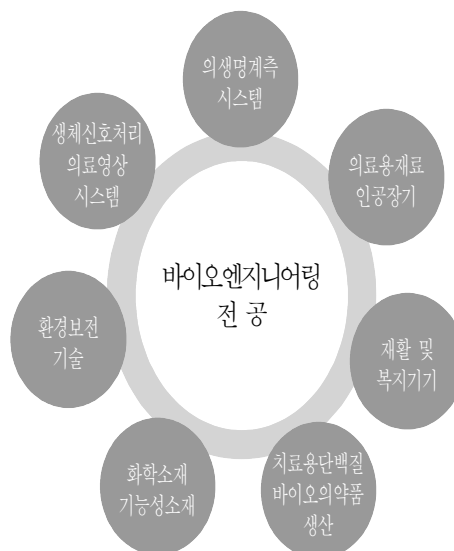 의생명계측
시스템
생체신호처리
의료영상
시스템
의료용재료
인공장기
바이오엔지니어링
전 공
환경보전
기술
재활 및
복지기기
화학소재
기능성소재
치료용단백질
바이오의약품
생산